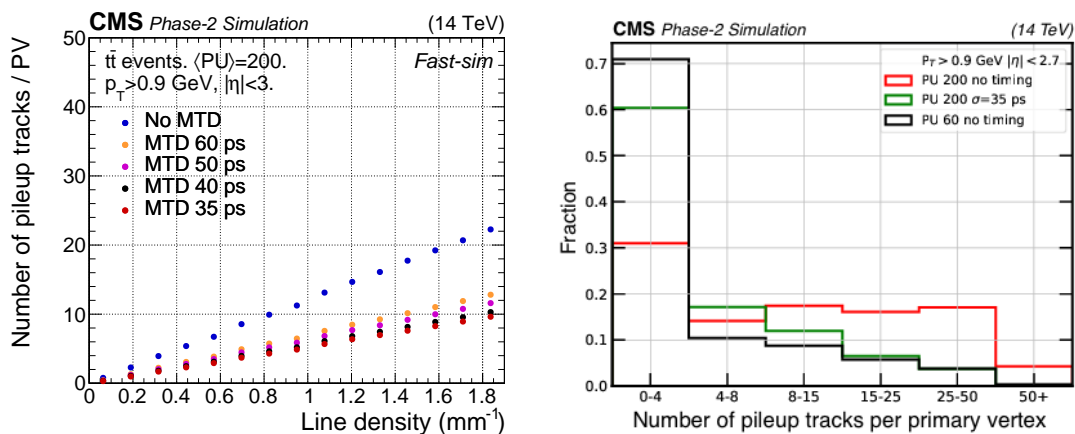 CMS Phase-2 Simulation (14 TeV)
tt̄ events. ⟨PU⟩=200. Fast-sim
p_T>0.9 GeV, |η|<3.
No MTD
MTD 60 ps
MTD 50 ps
MTD 40 ps
MTD 35 ps
Number of pileup tracks / PV
50
40
30
20
10
0
0 0.2 0.4 0.6 0.8 1 1.2 1.4 1.6 1.8
Line density (mm⁻¹)
CMS Phase-2 Simulation (14 TeV)
P_T > 0.9 GeV |η| < 2.7
PU 200 no timing
PU 200 σ=35 ps
PU 60 no timing
Fraction
0.7
0.6
0.5
0.4
0.3
0.2
0.1
0.0
0-4 4-8 8-15 15-25 25-50 50+
Number of pileup tracks per primary vertex